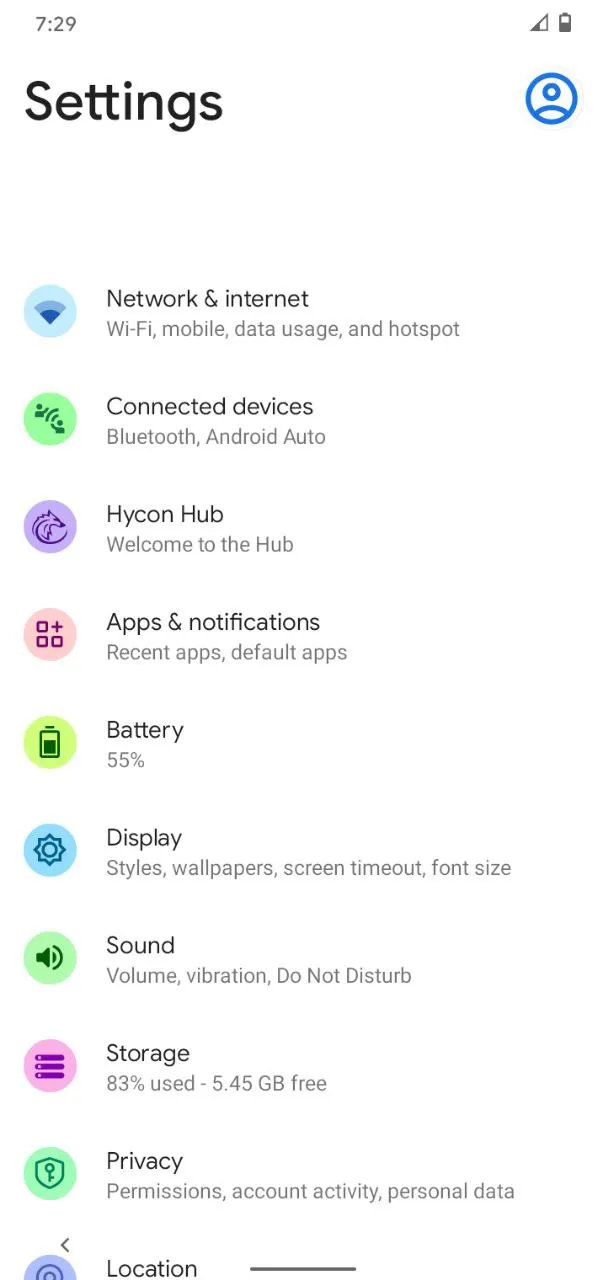 7:29
Settings
Network & internet
Wi-Fi, mobile, data usage, and hotspot
Connected devices
Bluetooth, Android Auto
Hycon Hub
Welcome to the Hub
Apps & notifications
Recent apps, default apps
Battery
55%
Display
Styles, wallpapers, screen timeout, font size
Sound
Volume, vibration, Do Not Disturb
Storage
83% used - 5.45 GB free
Privacy
Permissions, account activity, personal data
Location